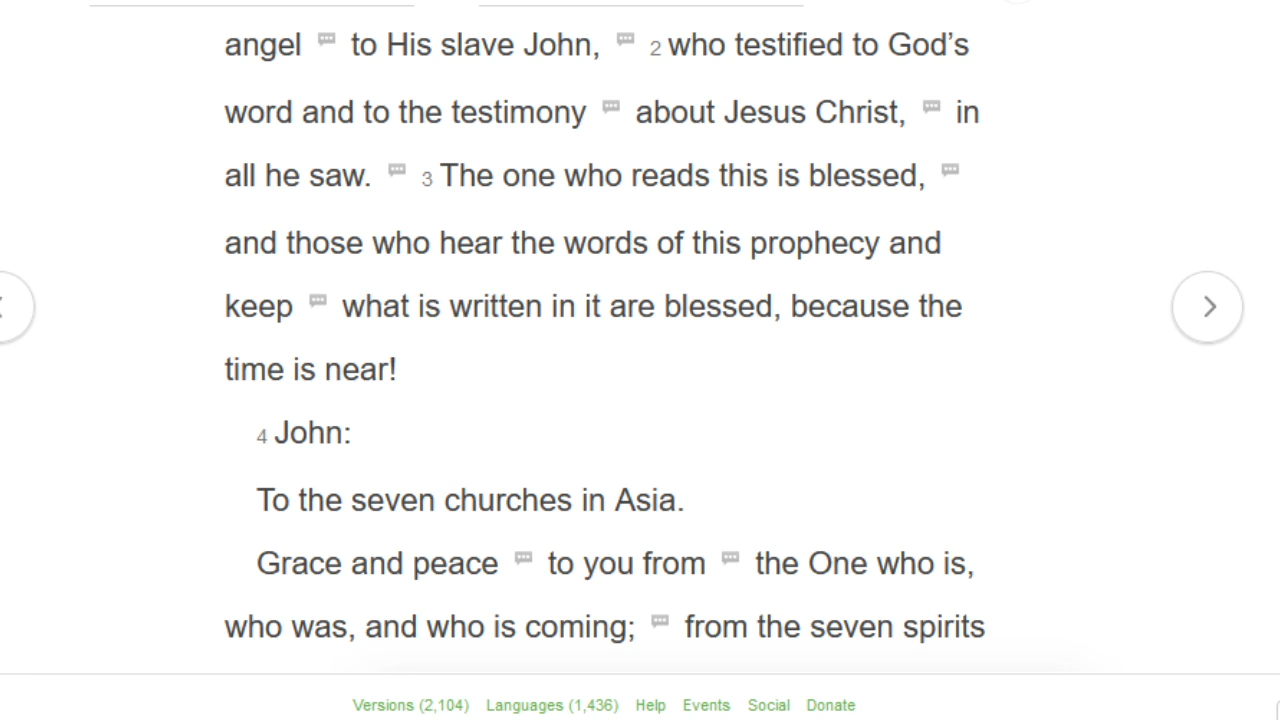 angel to His slave John, 2 who testified to God’s
word and to the testimony about Jesus Christ, in
all he saw. 3 The one who reads this is blessed,
and those who hear the words of this prophecy and
keep what is written in it are blessed, because the
time is near!
4 John:
To the seven churches in Asia.
Grace and peace to you from the One who is,
who was, and who is coming; from the seven spirits
Versions (2,104) Languages (1,436) Help Events Social Donate